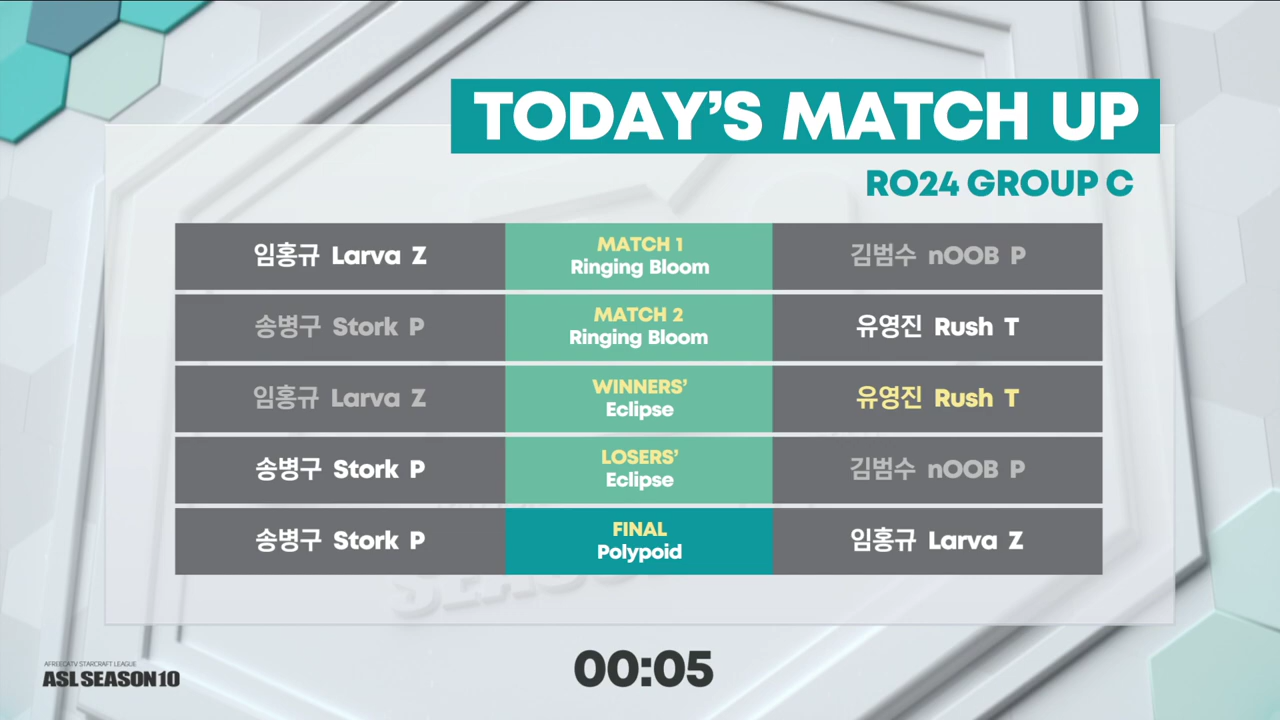 TODAY'S MATCH UP
RO24 GROUP C
임홍규 Larva Z
MATCH 1
Ringing Bloom
김범수 nOOB P
송병구 Stork P
MATCH 2
Ringing Bloom
유영진 Rush T
임홍규 Larva Z
WINNERS'
Eclipse
유영진 Rush T
송병구 Stork P
LOSERS'
Eclipse
김범수 nOOB P
송병구 Stork P
FINAL
Polypoid
임홍규 Larva Z
SEASON
AFREECATV STARCRAFT LEAGUE
ASL SEASON 10
00:05